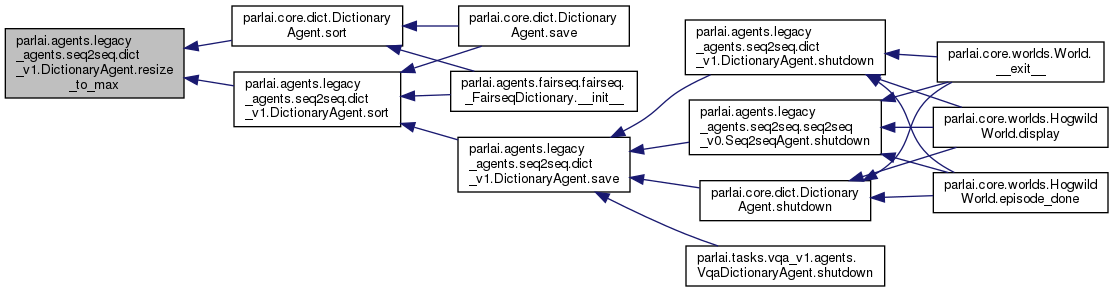 parlai.agents.legacy
_agents.seq2seq.dict
_v1.DictionaryAgent.resize
_to_max
parlai.core.dict.Dictionary
Agent.sort
parlai.agents.legacy
_agents.seq2seq.dict
_v1.DictionaryAgent.sort
parlai.core.dict.Dictionary
Agent.save
parlai.agents.fairseq.fairseq.
_FairseqDictionary.__init__
parlai.agents.legacy
_agents.seq2seq.dict
_v1.DictionaryAgent.save
parlai.agents.legacy
_agents.seq2seq.dict
_v1.DictionaryAgent.shutdown
parlai.agents.legacy
_agents.seq2seq.seq2seq
_v0.Seq2seqAgent.shutdown
parlai.core.dict.Dictionary
Agent.shutdown
parlai.tasks.vqa_v1.agents.
VqaDictionaryAgent.shutdown
parlai.core.worlds.World.
__exit__
parlai.core.worlds.Hogwild
World.display
parlai.core.worlds.Hogwild
World.episode_done